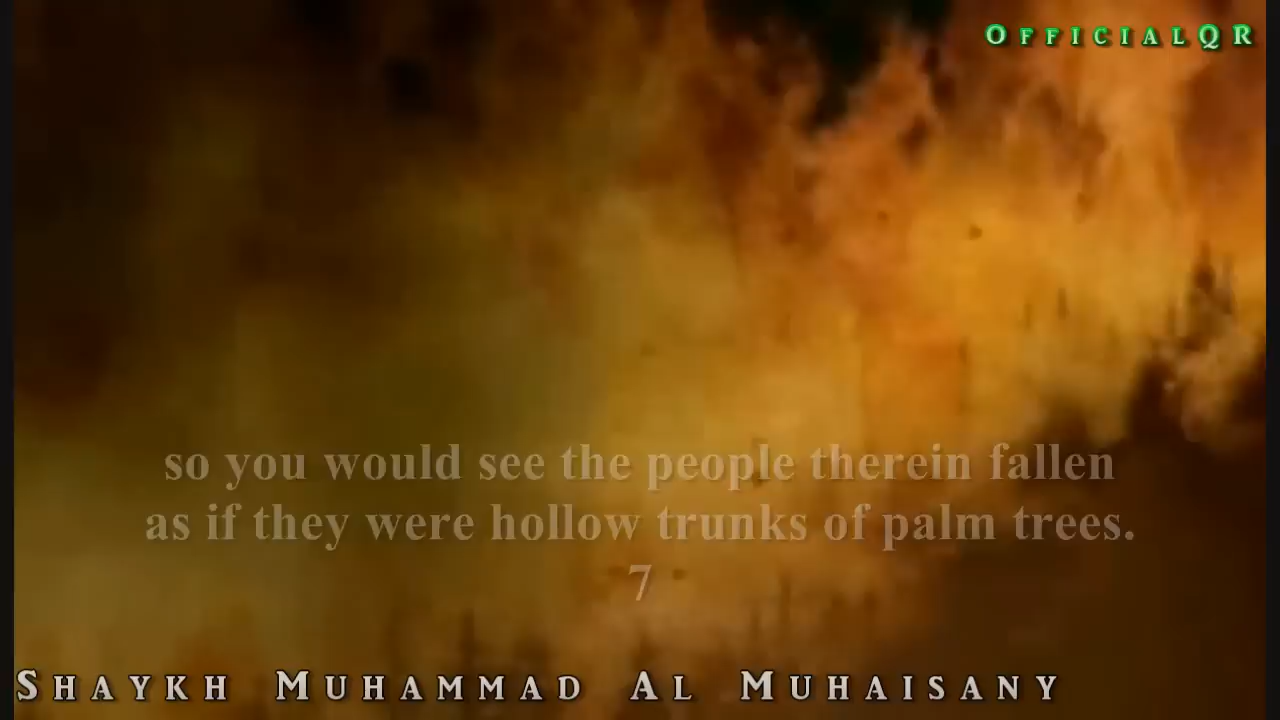 OFFICIALQR
so you would see the people therein fallen
as if they were hollow trunks of palm trees.
7
SHAYKH MUHAMMAD AL MUHAISANY